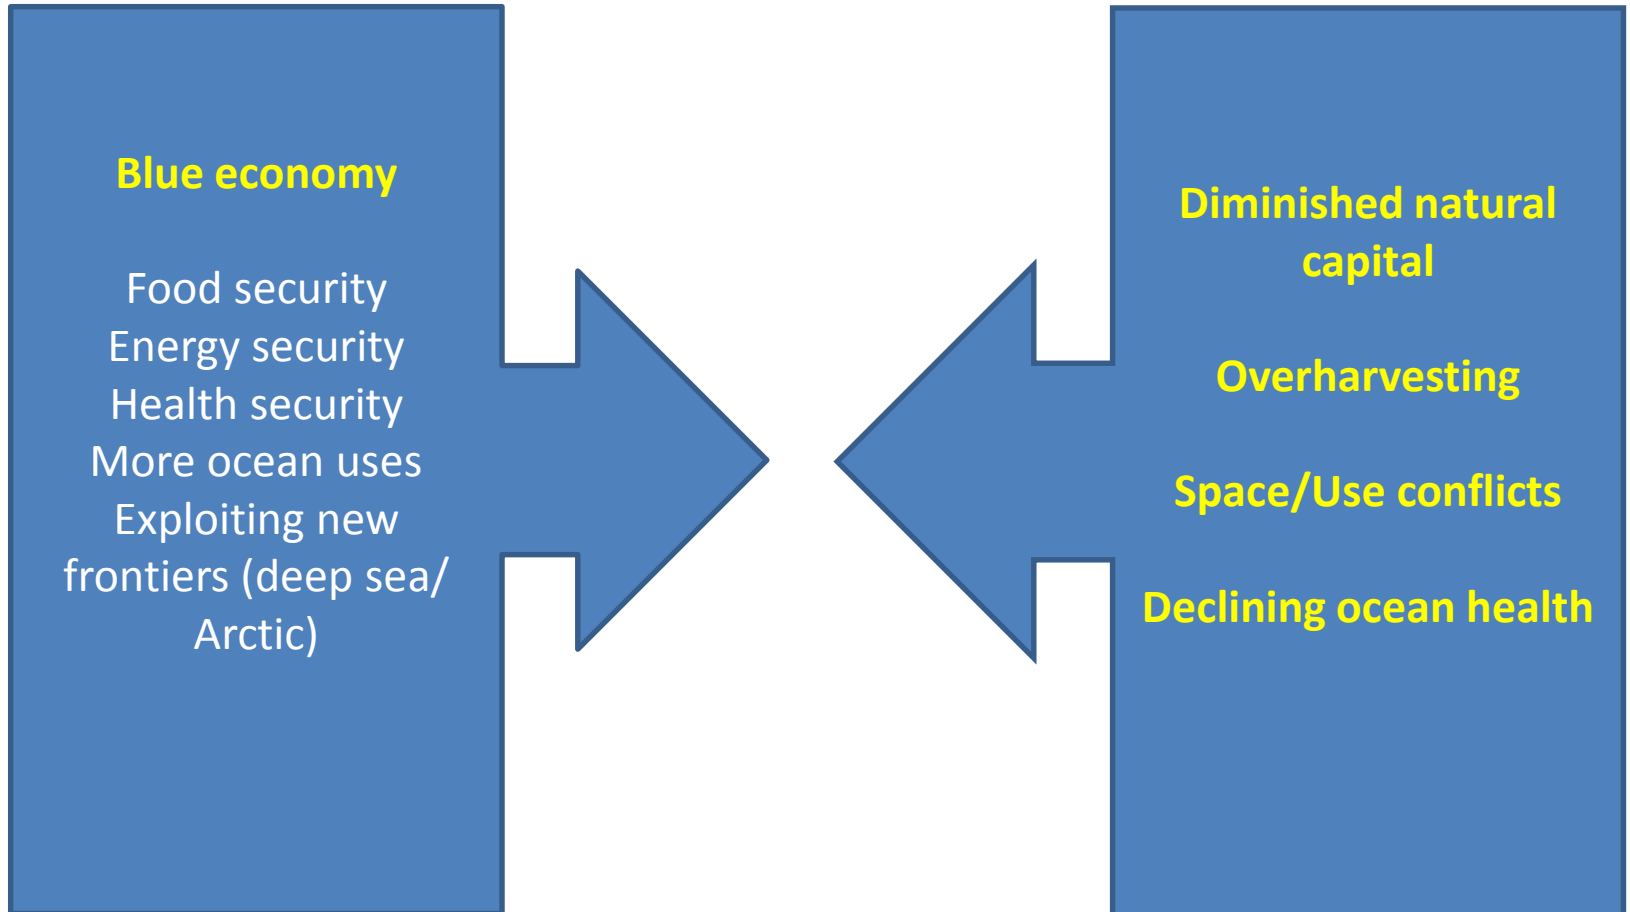 Blue economy
Food security
Energy security
Health security
More ocean uses
Exploiting new
frontiers (deep sea/
Arctic)
Diminished natural
capital
Overharvesting
Space/Use conflicts
Declining ocean health